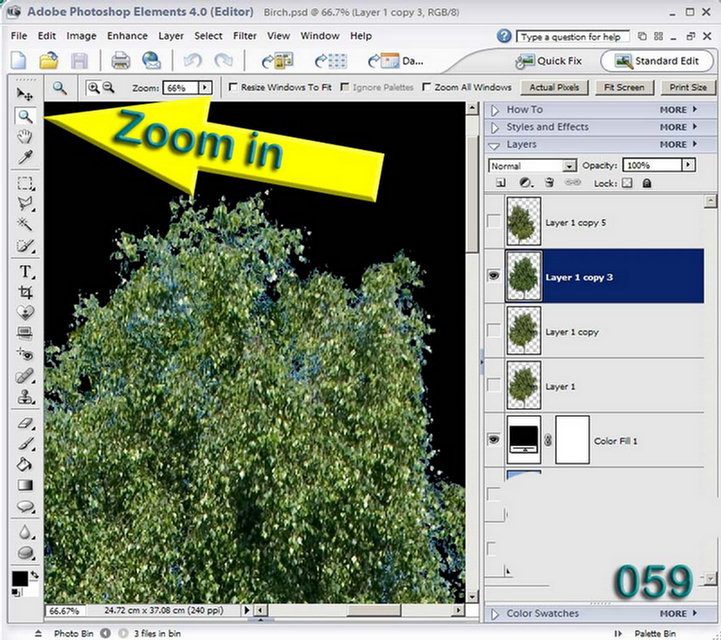 Adobe Photoshop Elements 4.0 (Editor) Birch.psd @ 66.7% (Layer 1 copy 3, RGB/8)
File Edit Image Enhance Layer Select Filter View Window Help Type a question for help
Da... Quick Fix Standard Edit
Zoom: 66% Resize Windows To Fit Ignore Palettes Zoom All Windows Actual Pixels Fit Screen Print Size
How To MORE
Styles and Effects MORE
Layers MORE
Normal Opacity: 100%
Lock:
Zoom in
Layer 1 copy 5
Layer 1 copy 3
Layer 1 copy
Layer 1
Color Fill 1
T
059
66.67% 24.72 cm x 37.08 cm (240 ppi)
Color Swatches MORE
Photo Bin 3 files in bin Palette Bin